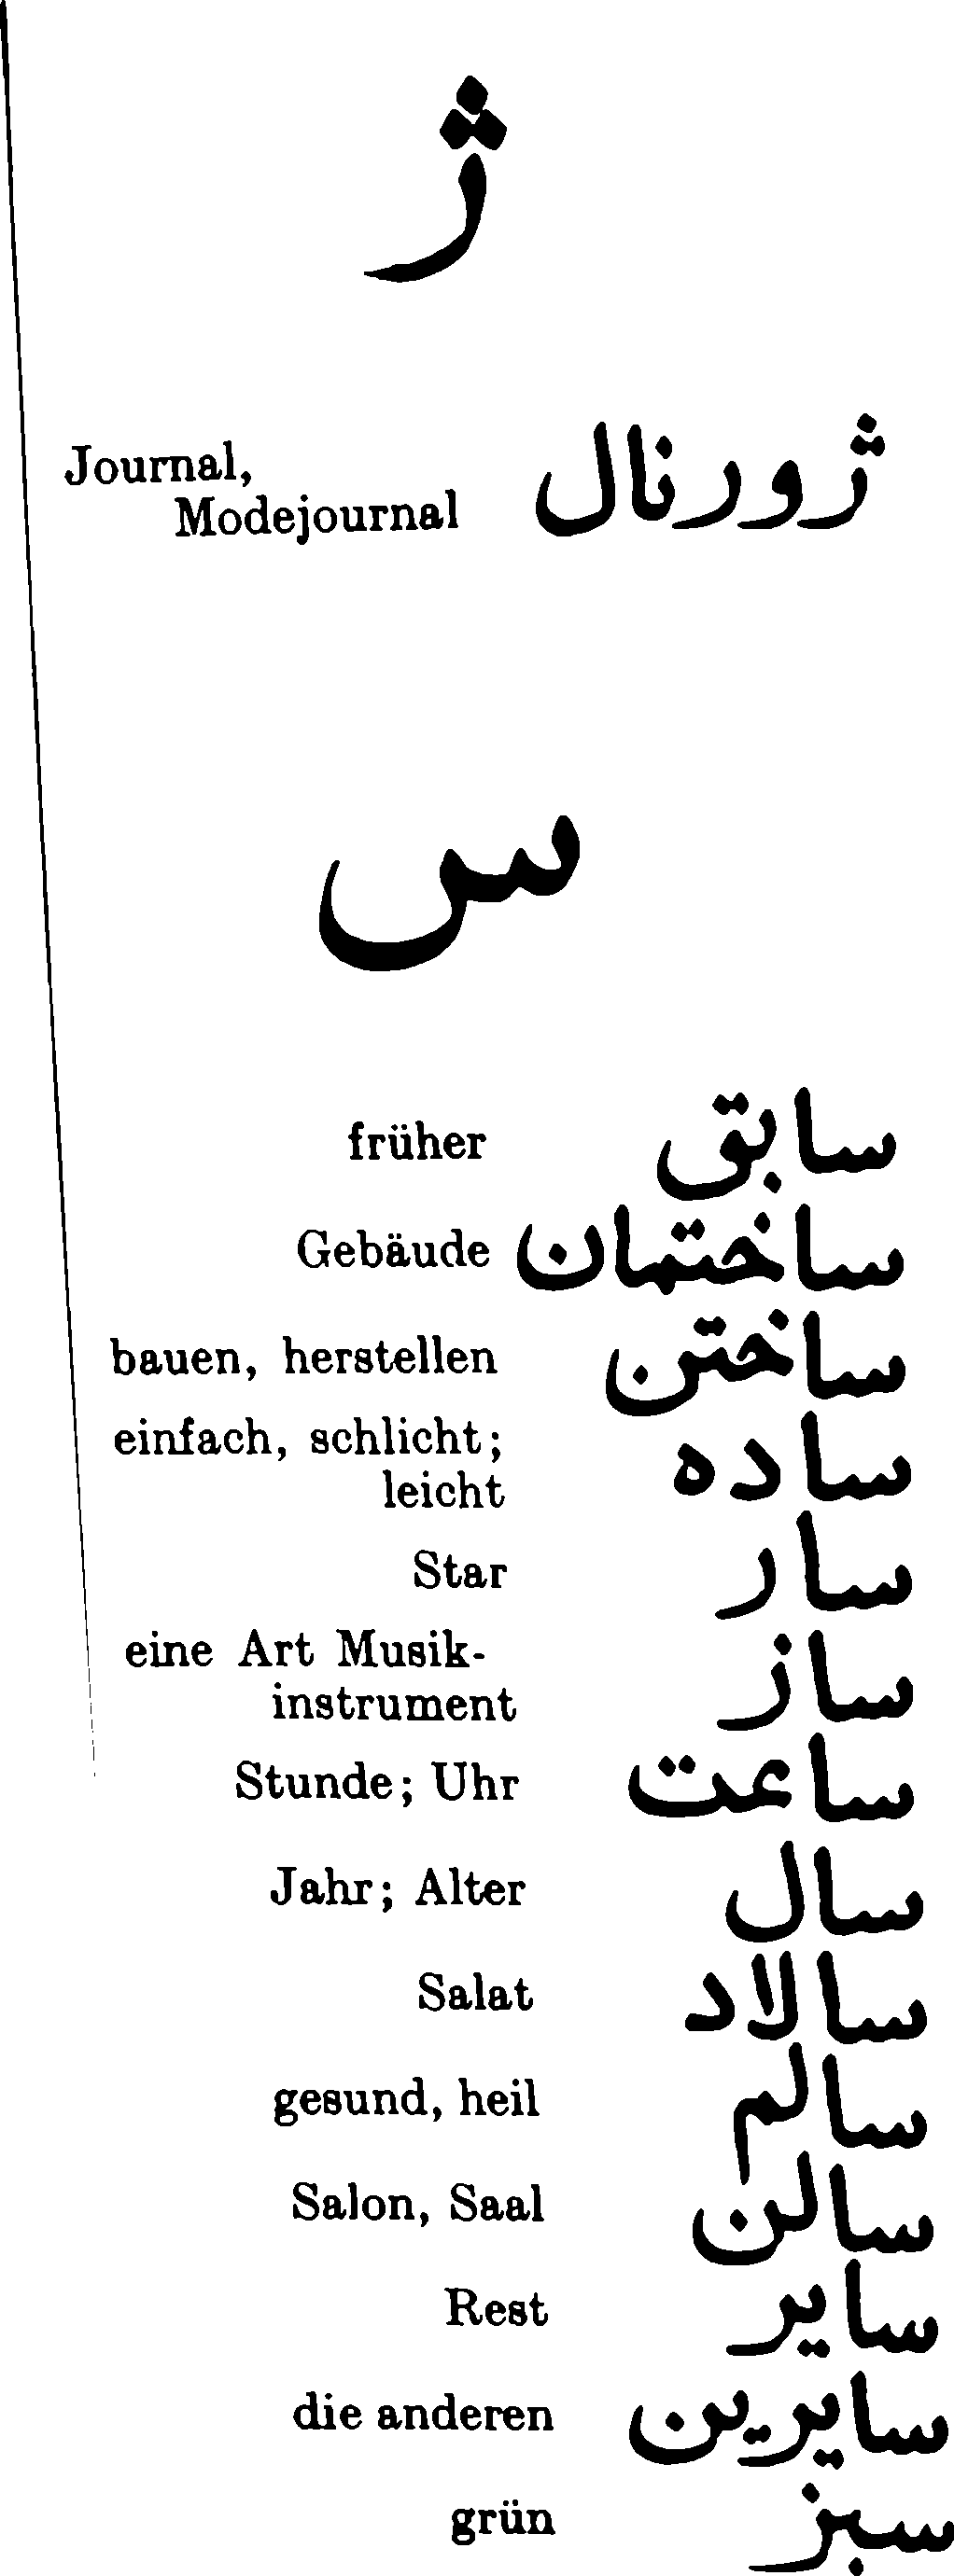 ژ
Journal, ژورنال
Modejournal
س
früher سابق
Gebäude ساختمان
bauen, herstellen ساختن
einfach, schlicht; ساده
leicht
Star سار
eine Art Musik- ساز
instrument
Stunde; Uhr ساعت
Jahr; Alter سال
Salat سالاد
gesund, heil سالم
Salon, Saal سالن
Rest سایر
die anderen سایرین
grün سبز